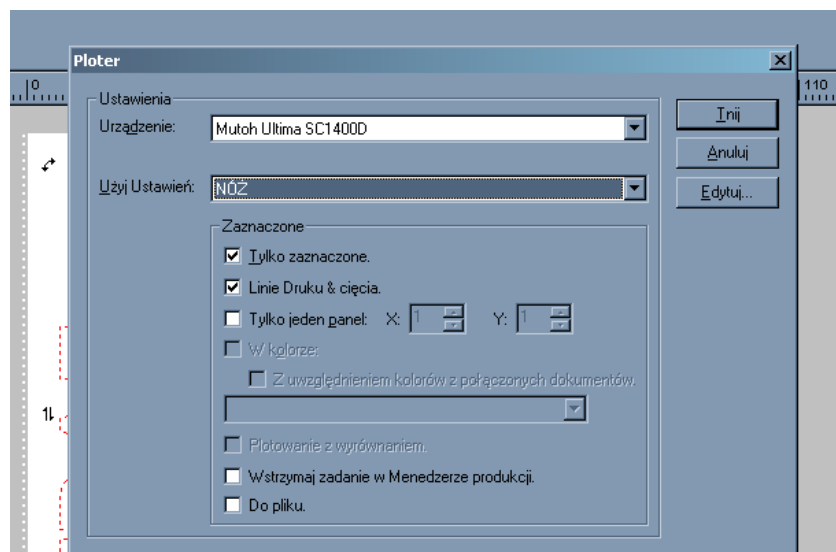 Ploter
0
110
Ustawienia
Urządzenie: Mutoh Ultima SC1400D
Tnij
Anuluj
Użyj Ustawień: NÓŻ
Edytuj...
Zaznaczone
Tylko zaznaczone.
Linie Druku & cięcia.
Tylko jeden panel: X: 1 Y: 1
W kolorze:
Z uwzględnieniem kolorów z połączonych dokumentów.
Plotowanie z wyrównaniem.
Wstrzymaj zadanie w Menedzerze produkcji.
Do pliku.